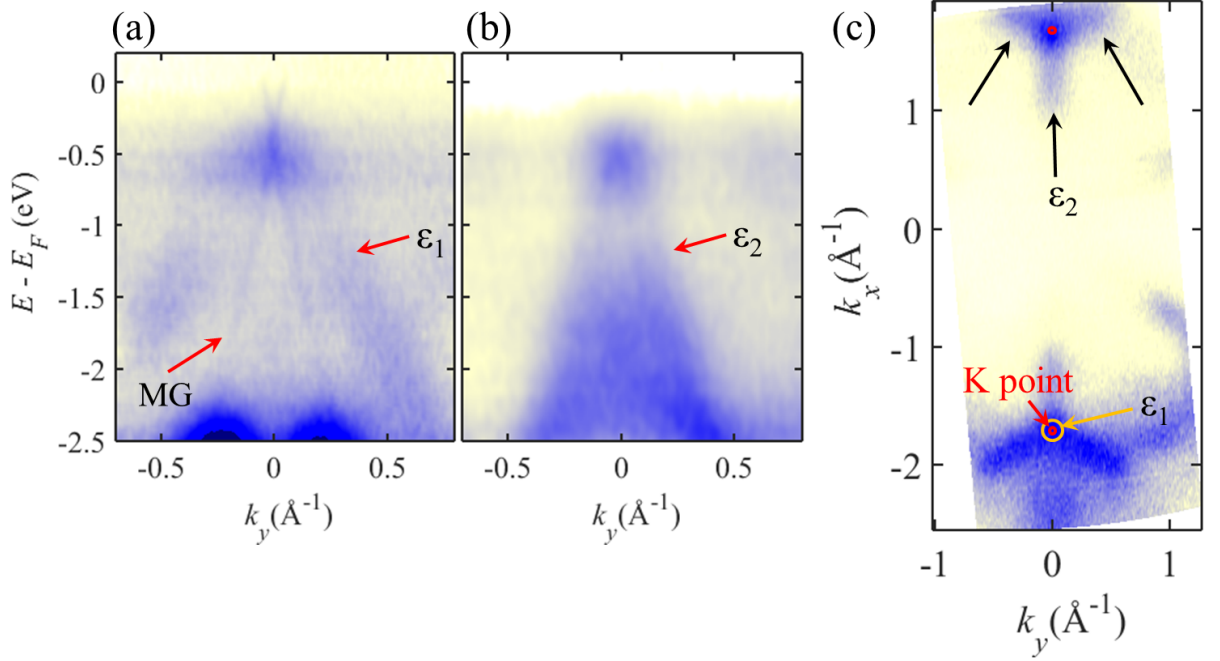 (a)
(b)
(c)
0
-0.5
-1
-1.5
-2
-2.5
E - E_F (eV)
ε₁
MG
-0.5
0
0.5
k_y(Å⁻¹)
ε₂
-0.5
0
0.5
k_y(Å⁻¹)
1
0
-1
-2
k_x(Å⁻¹)
ε₂
K point
ε₁
-1
0
1
k_y(Å⁻¹)